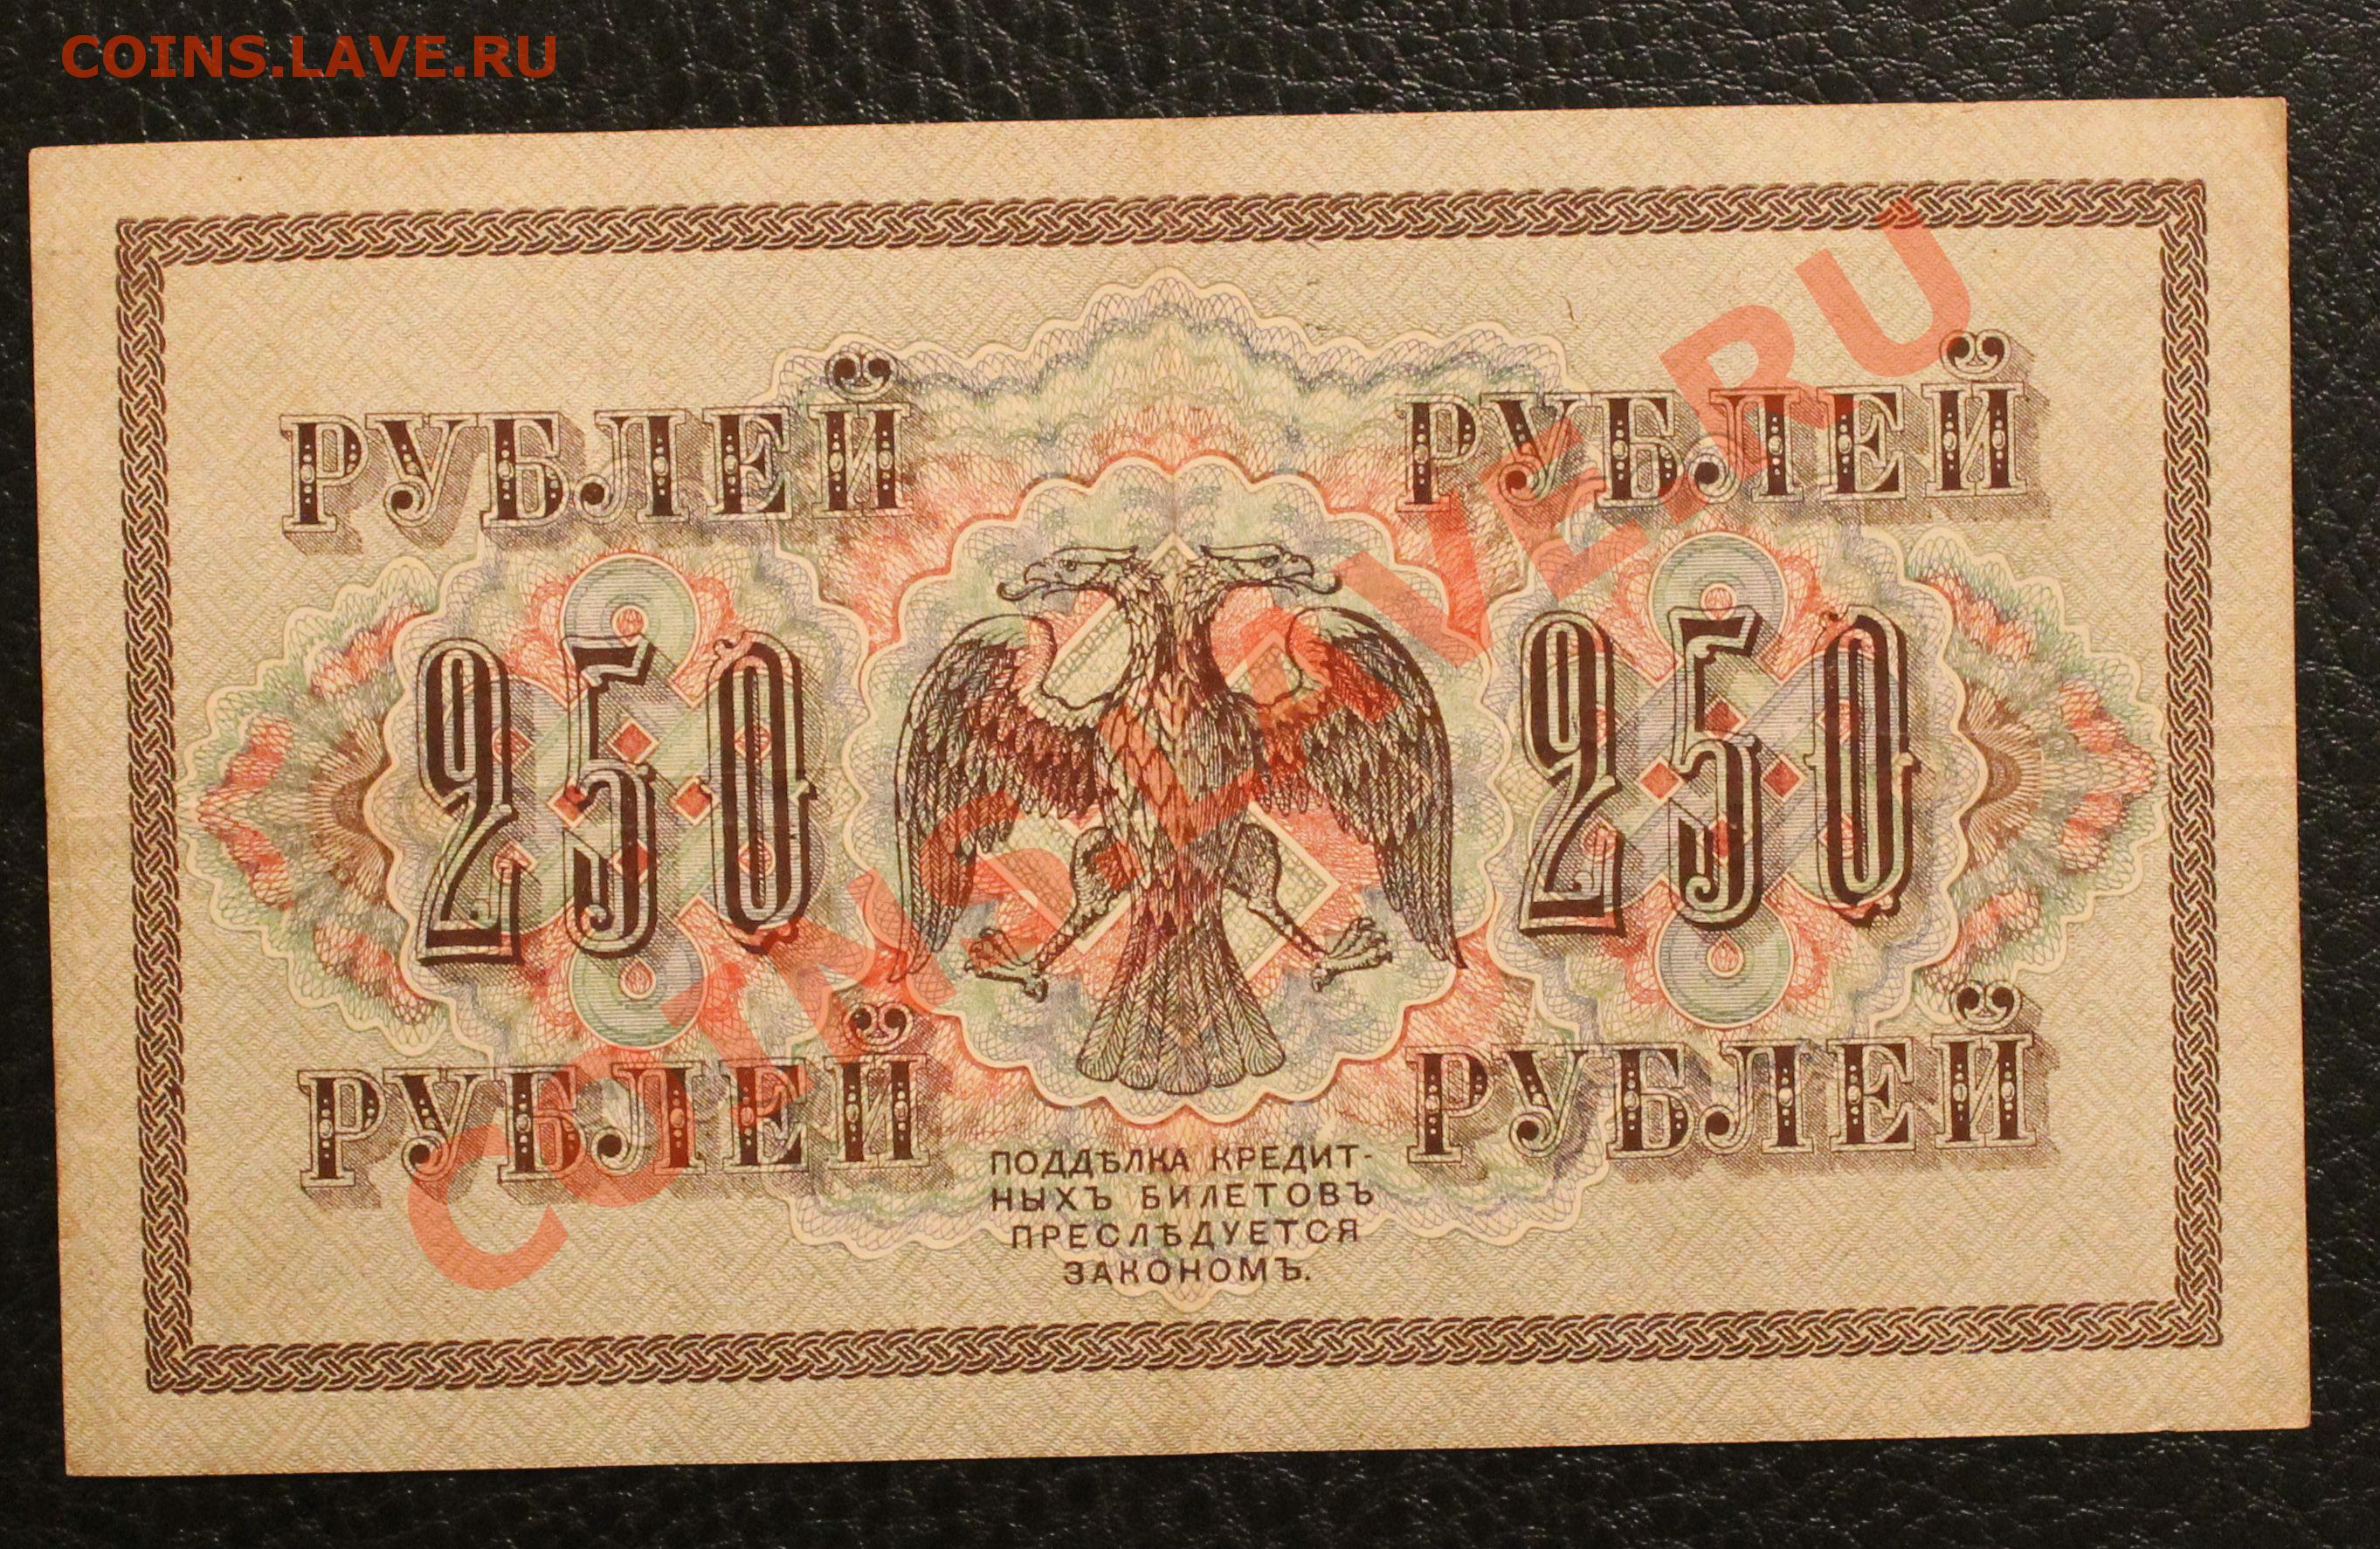 COINS.LAVE.RU
РУБЛЕЙ РУБЛЕЙ
250 250
РУБЛЕЙ РУБЛЕЙ
ПОДДѢЛКА КРЕДИТ-
НЫХЪ БИЛЕТОВЪ
ПРЕСЛѢДУЕТСЯ
ЗАКОНОМЪ.
COINS.LAVE.RU